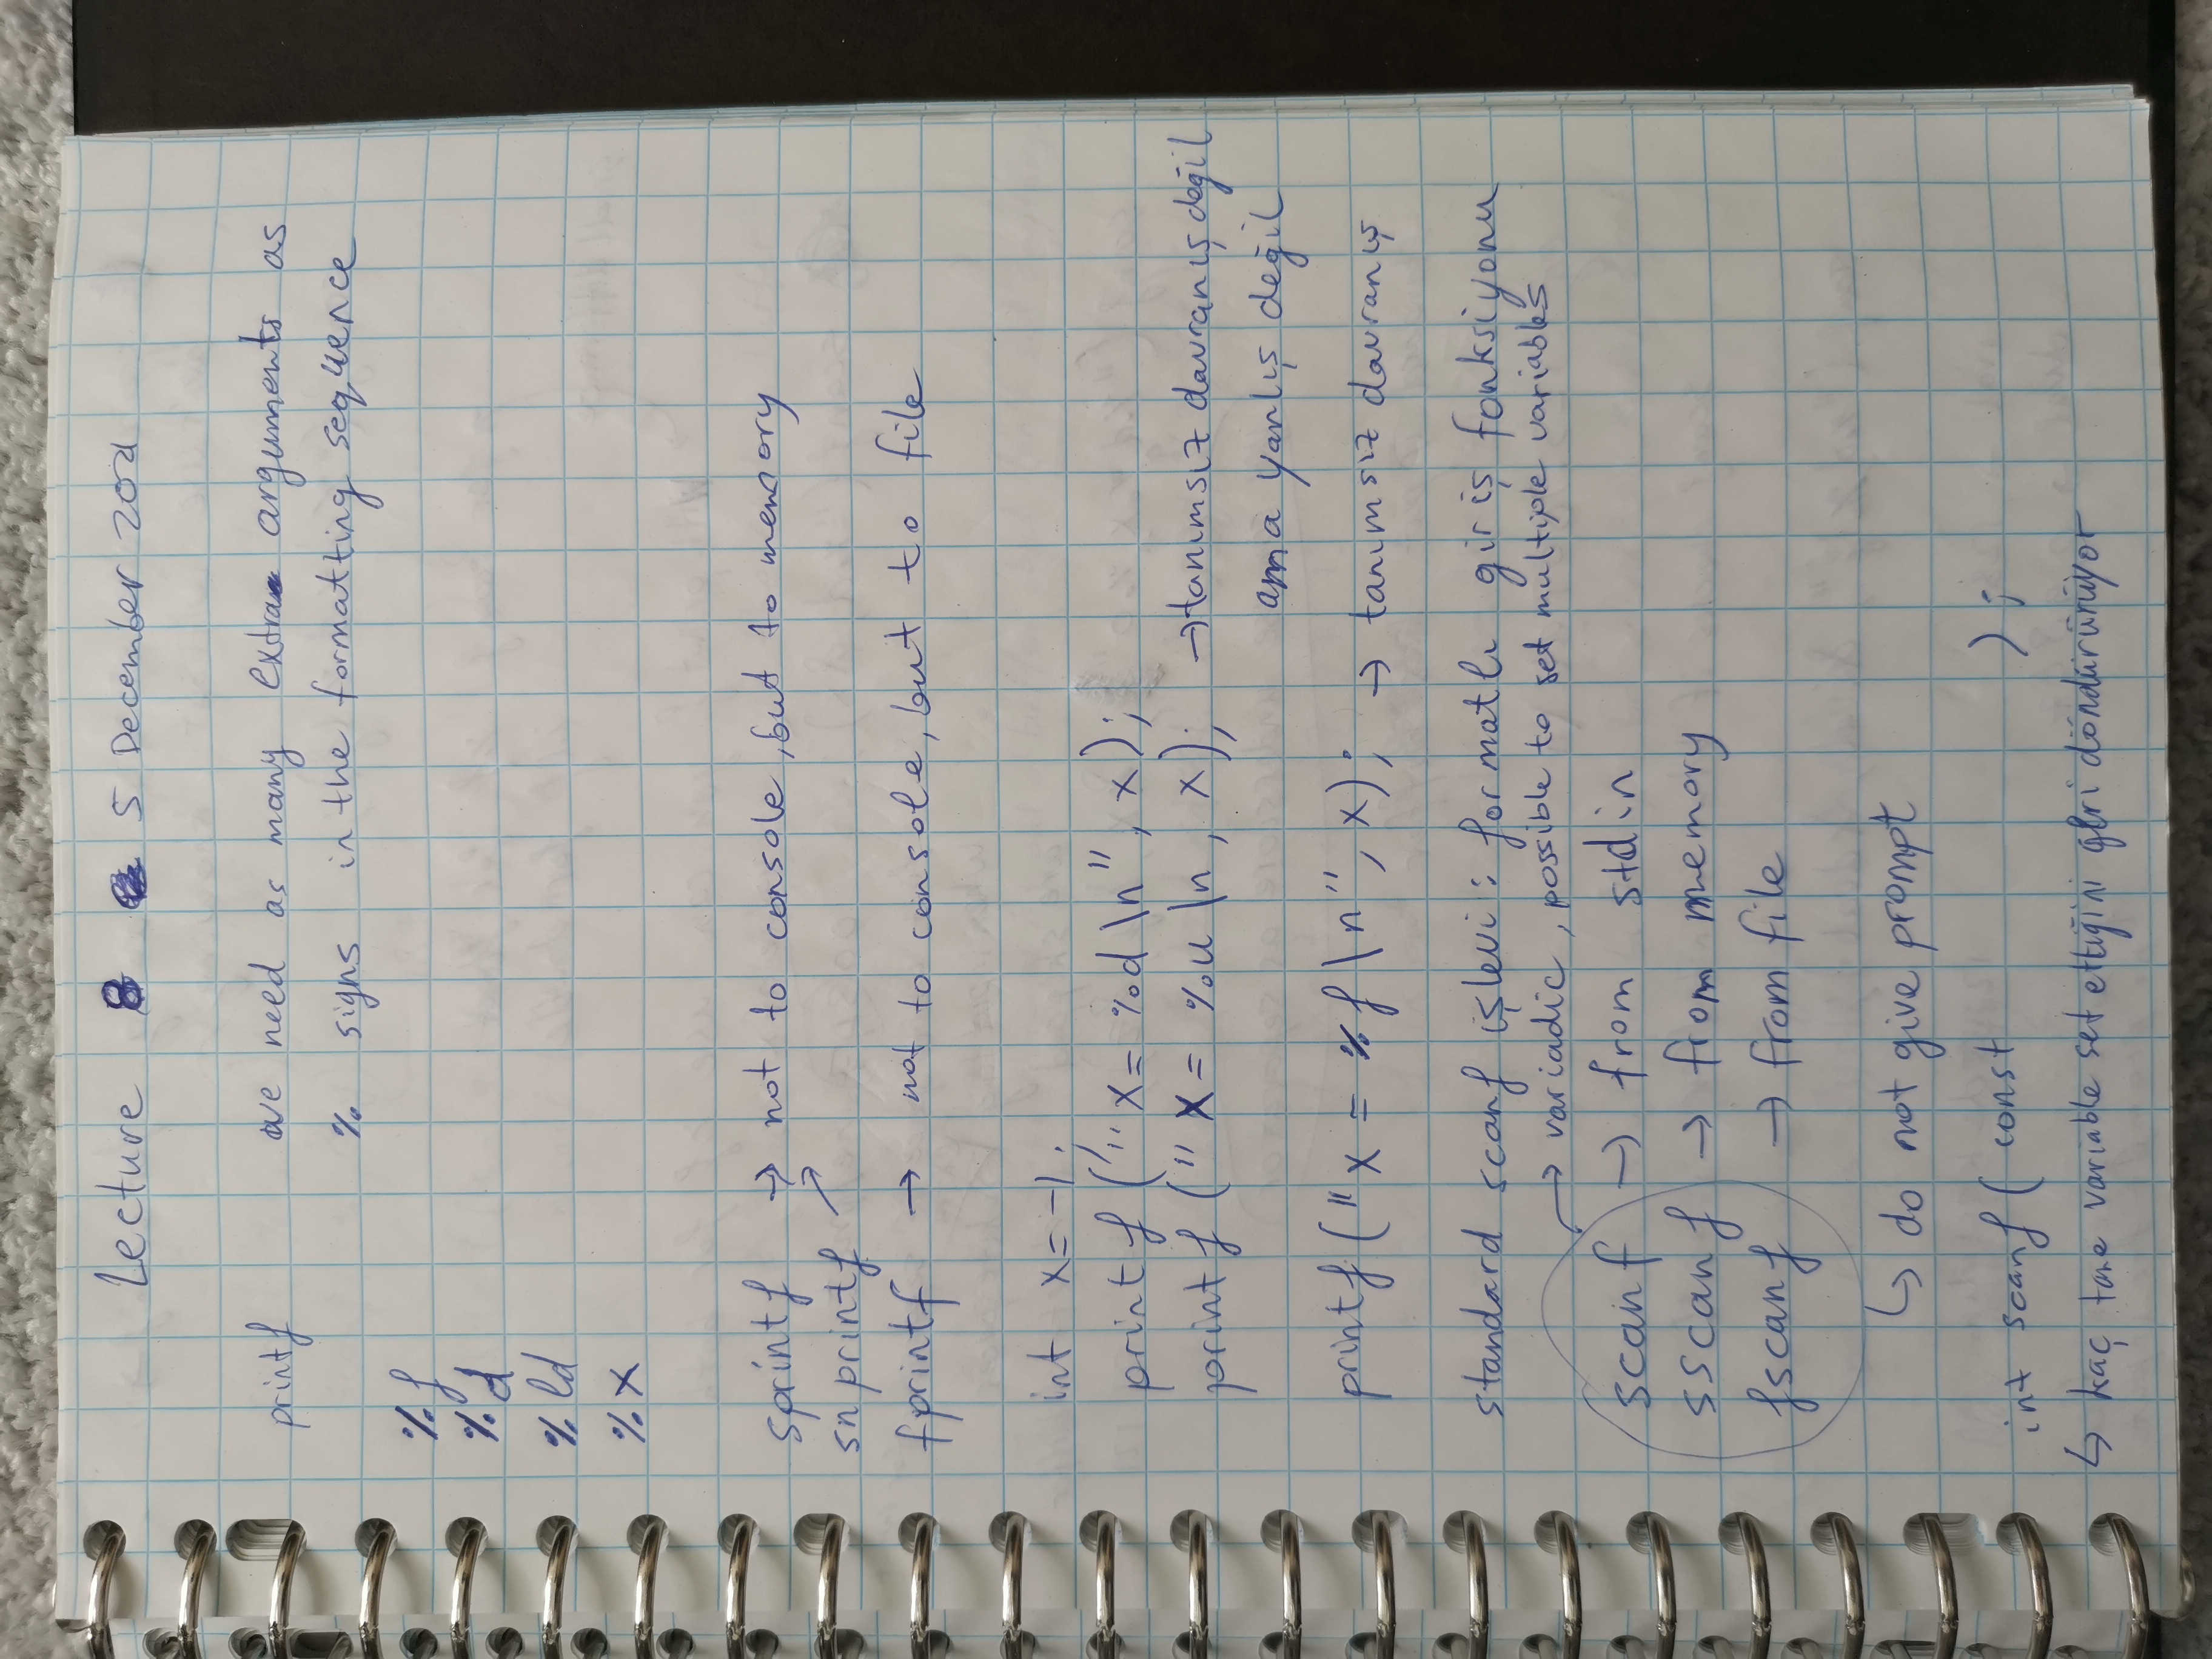 Lecture 8 5 December 2021
printf we need as many extra arguments as
% signs in the formatting sequence
%f
%d
%ld
%x
sprintf → not to console, but to memory
snprintf ↗
fprintf → not to console, but to file
int x = -1;
printf ("x = %d \n", x);
printf ("x = %u \n, x); → tanımsız davranış değil
ama yanlış değil
printf ("x = %f \n", x); → tanımsız davranış
standard scanf işlevi : formatlı giriş fonksiyonu
→ variadic, possible to set multiple variables
scanf → from stdin
sscanf → from memory
fscanf → from file
↳ do not give prompt
int scanf ( const );
↳ kaç tane variable set ettiğini geri döndürürüyor